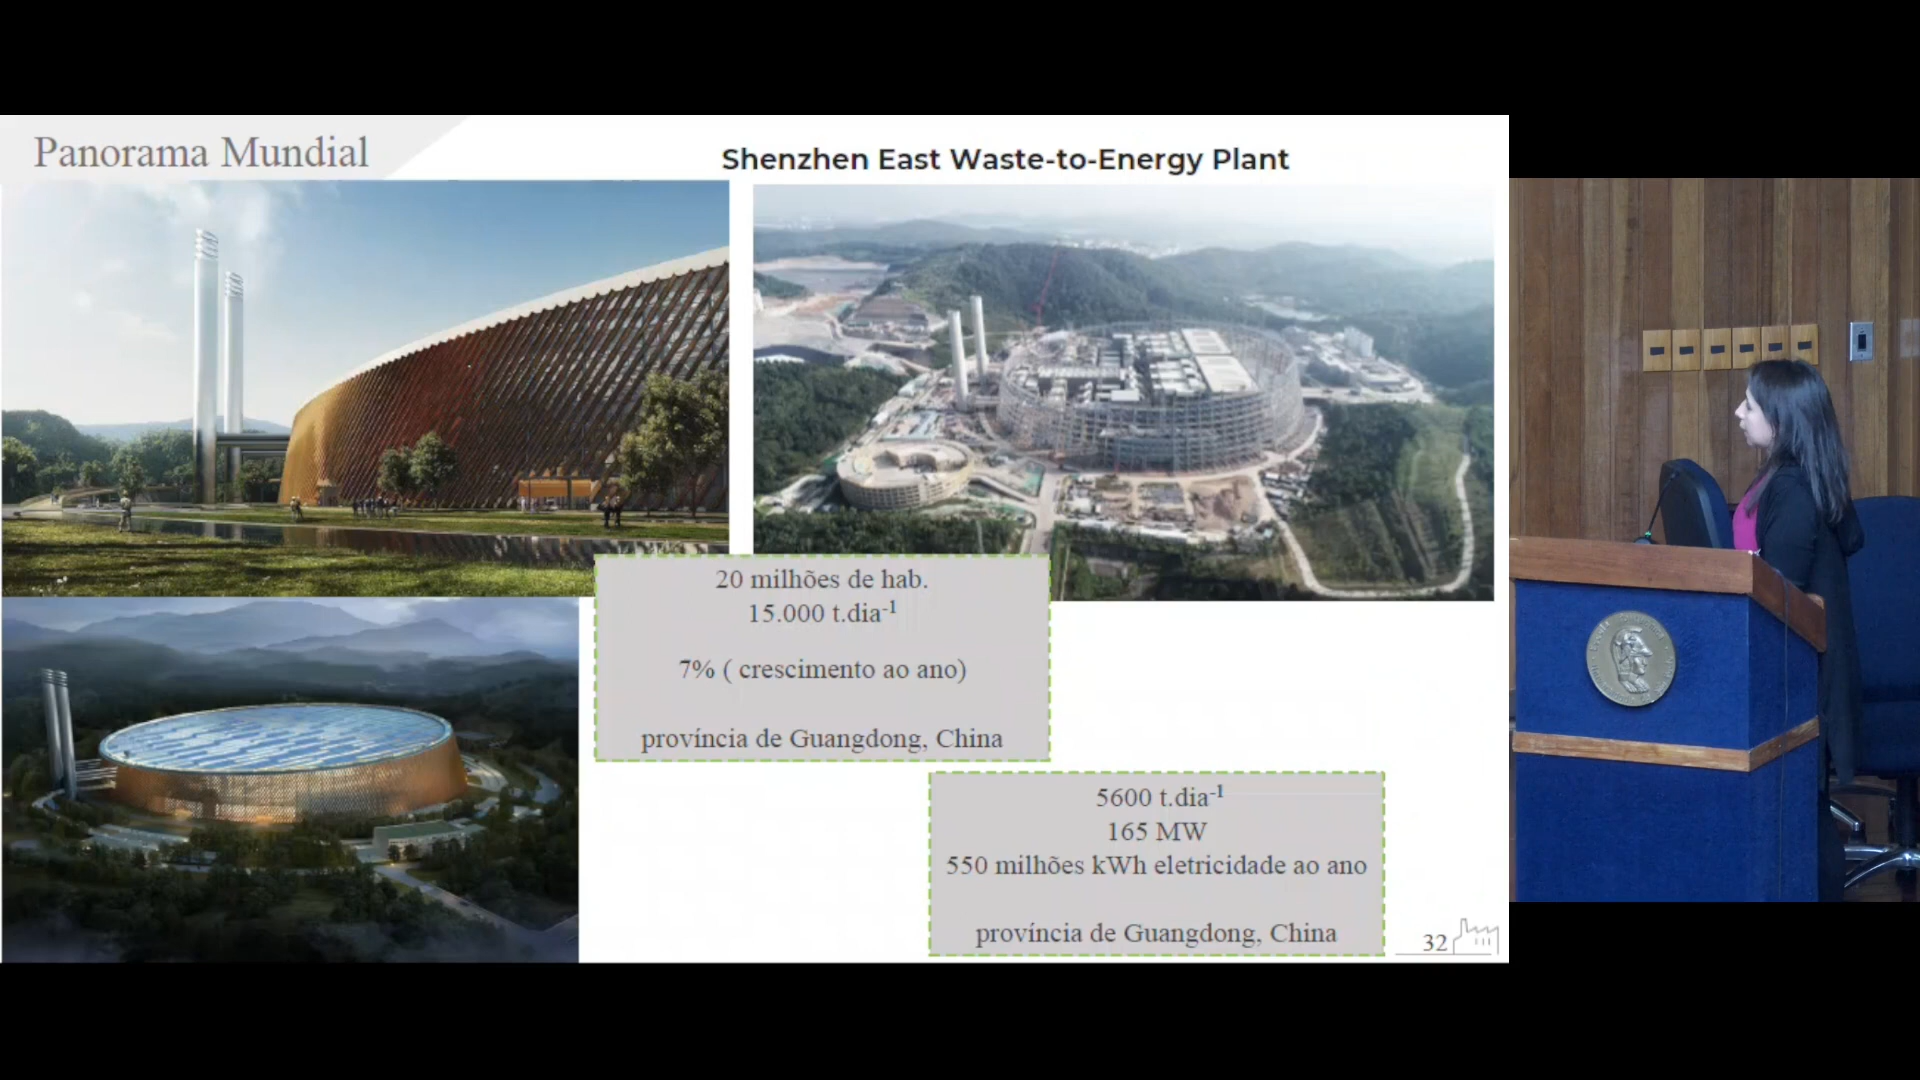 Panorama Mundial
Shenzhen East Waste-to-Energy Plant
20 milhões de hab.
15.000 t.dia-1
7% ( crescimento ao ano)
província de Guangdong, China
5600 t.dia-1
165 MW
550 milhões kWh eletricidade ao ano
província de Guangdong, China
32